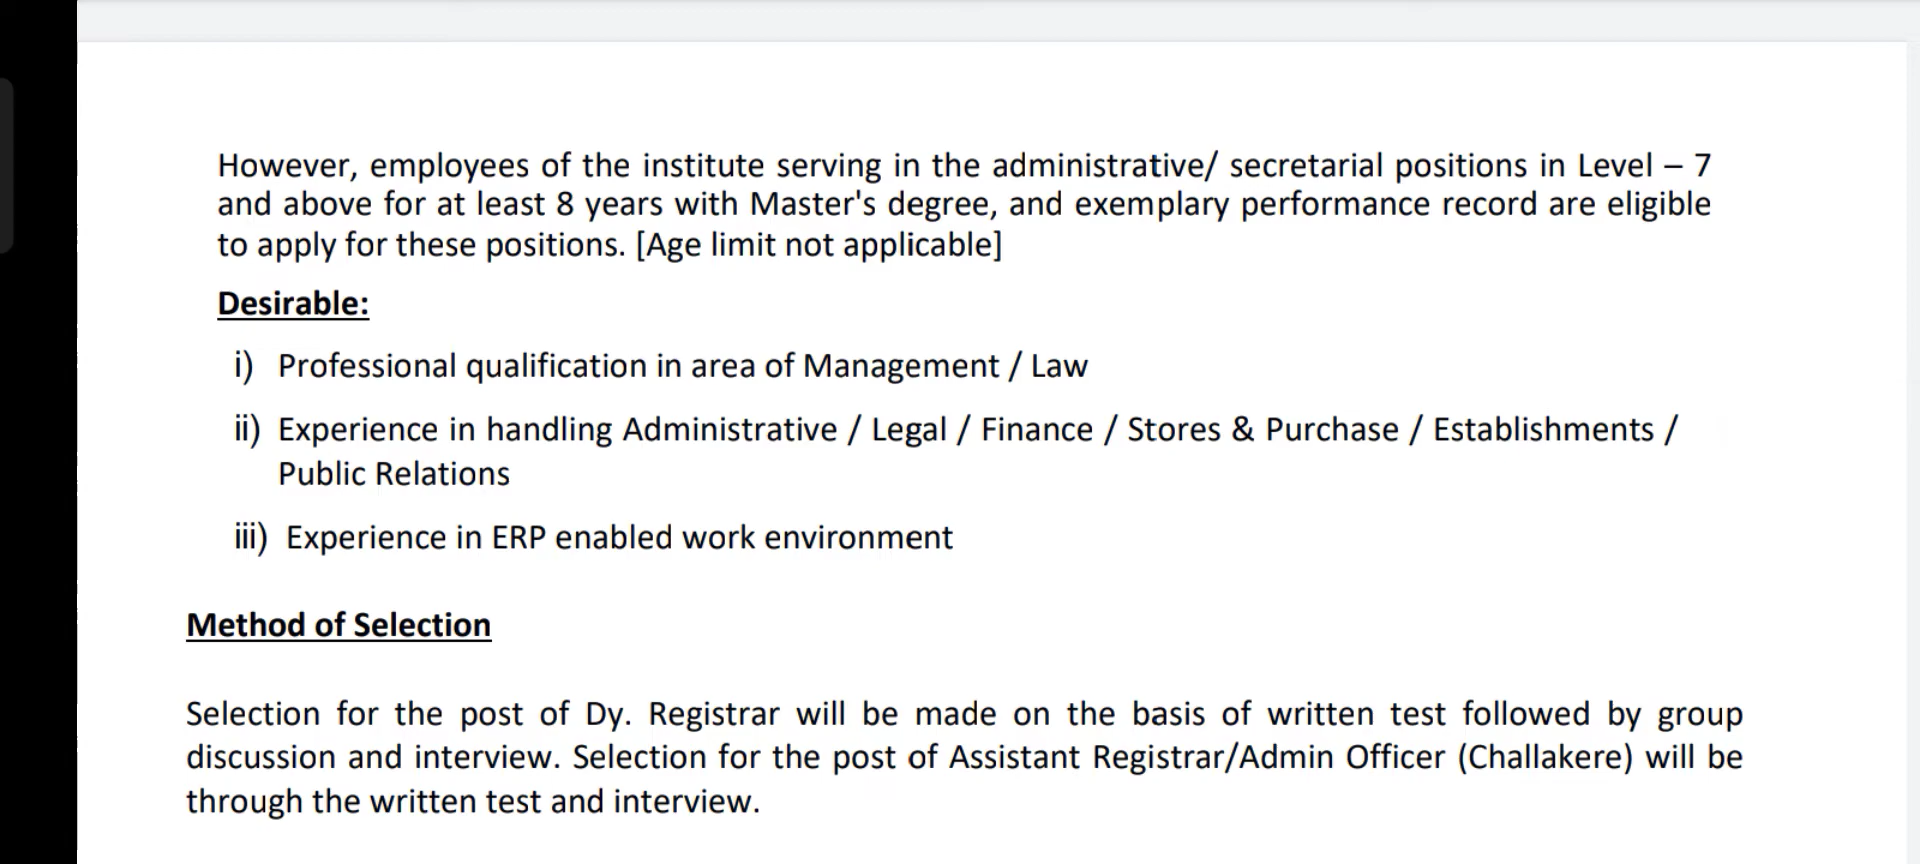 However, employees of the institute serving in the administrative/ secretarial positions in Level – 7
and above for at least 8 years with Master's degree, and exemplary performance record are eligible
to apply for these positions. [Age limit not applicable]
Desirable:
i) Professional qualification in area of Management / Law
ii) Experience in handling Administrative / Legal / Finance / Stores & Purchase / Establishments /
Public Relations
iii) Experience in ERP enabled work environment
Method of Selection
Selection for the post of Dy. Registrar will be made on the basis of written test followed by group
discussion and interview. Selection for the post of Assistant Registrar/Admin Officer (Challakere) will be
through the written test and interview.